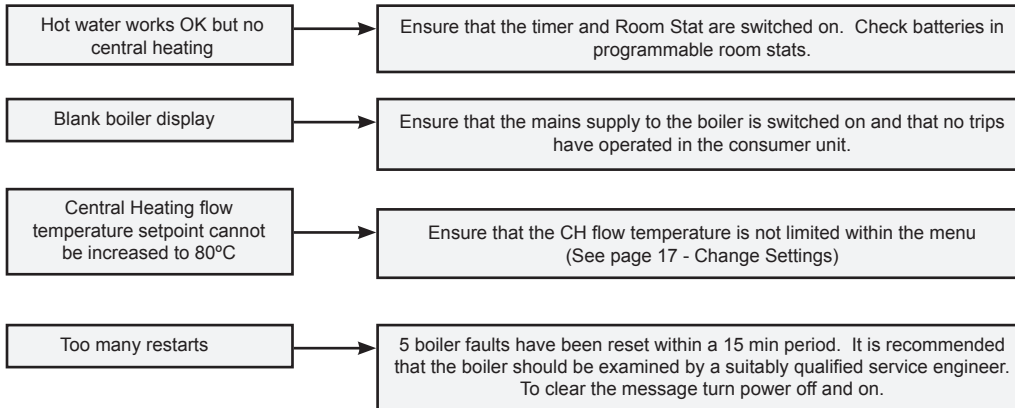 Hot water works OK but no
central heating
Ensure that the timer and Room Stat are switched on.  Check batteries in
programmable room stats.
Blank boiler display
Ensure that the mains supply to the boiler is switched on and that no trips
have operated in the consumer unit.
Central Heating flow
temperature setpoint cannot
be increased to 80ºC
Ensure that the CH flow temperature is not limited within the menu
(See page 17 - Change Settings)
Too many restarts
5 boiler faults have been reset within a 15 min period.  It is recommended
that the boiler should be examined by a suitably qualified service engineer.
To clear the message turn power off and on.